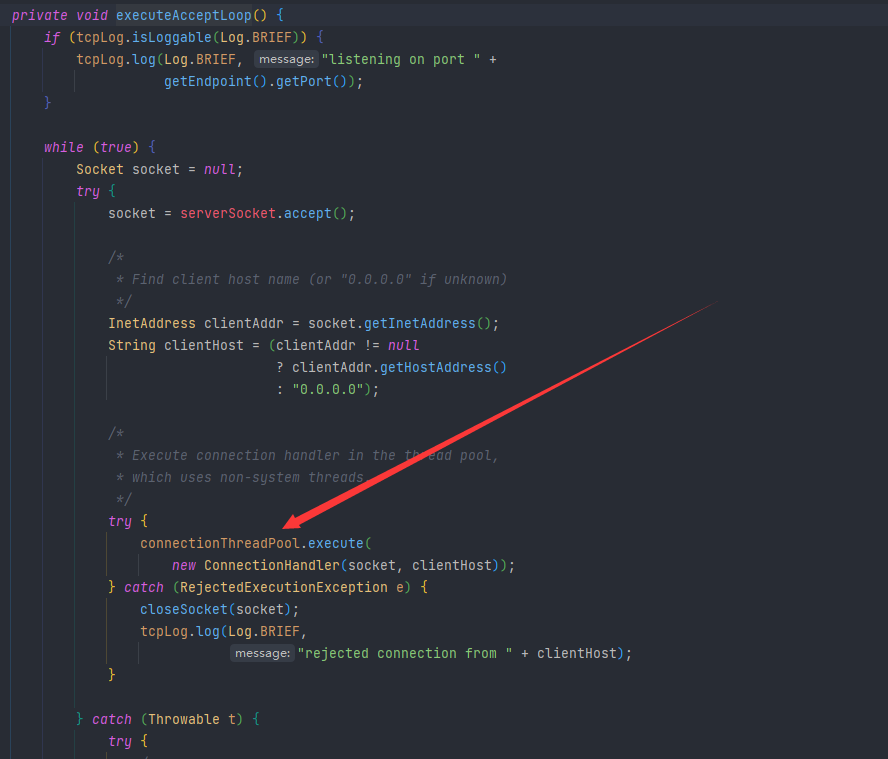 private void executeAcceptLoop() {
if (tcpLog.isLoggable(Log.BRIEF)) {
tcpLog.log(Log.BRIEF, message: "listening on port " +
getEndpoint().getPort());
}
while (true) {
Socket socket = null;
try {
socket = serverSocket.accept();
/*
* Find client host name (or "0.0.0.0" if unknown)
*/
InetAddress clientAddr = socket.getInetAddress();
String clientHost = (clientAddr != null
? clientAddr.getHostAddress()
: "0.0.0.0");
/*
* Execute connection handler in the thread pool,
* which uses non-system threads.
*/
try {
connectionThreadPool.execute(
new ConnectionHandler(socket, clientHost));
} catch (RejectedExecutionException e) {
closeSocket(socket);
tcpLog.log(Log.BRIEF,
message: "rejected connection from " + clientHost);
}
} catch (Throwable t) {
try {